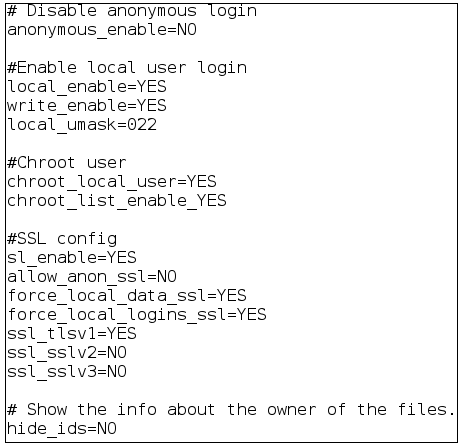 # Disable anonymous login
anonymous_enable=NO
#Enable local user login
local_enable=YES
write_enable=YES
local_umask=022
#Chroot user
chroot_local_user=YES
chroot_list_enable_YES
#SSL config
sl_enable=YES
allow_anon_ssl=NO
force_local_data_ssl=YES
force_local_logins_ssl=YES
ssl_tlsv1=YES
ssl_sslv2=NO
ssl_sslv3=NO
# Show the info about the owner of the files.
hide_ids=NO